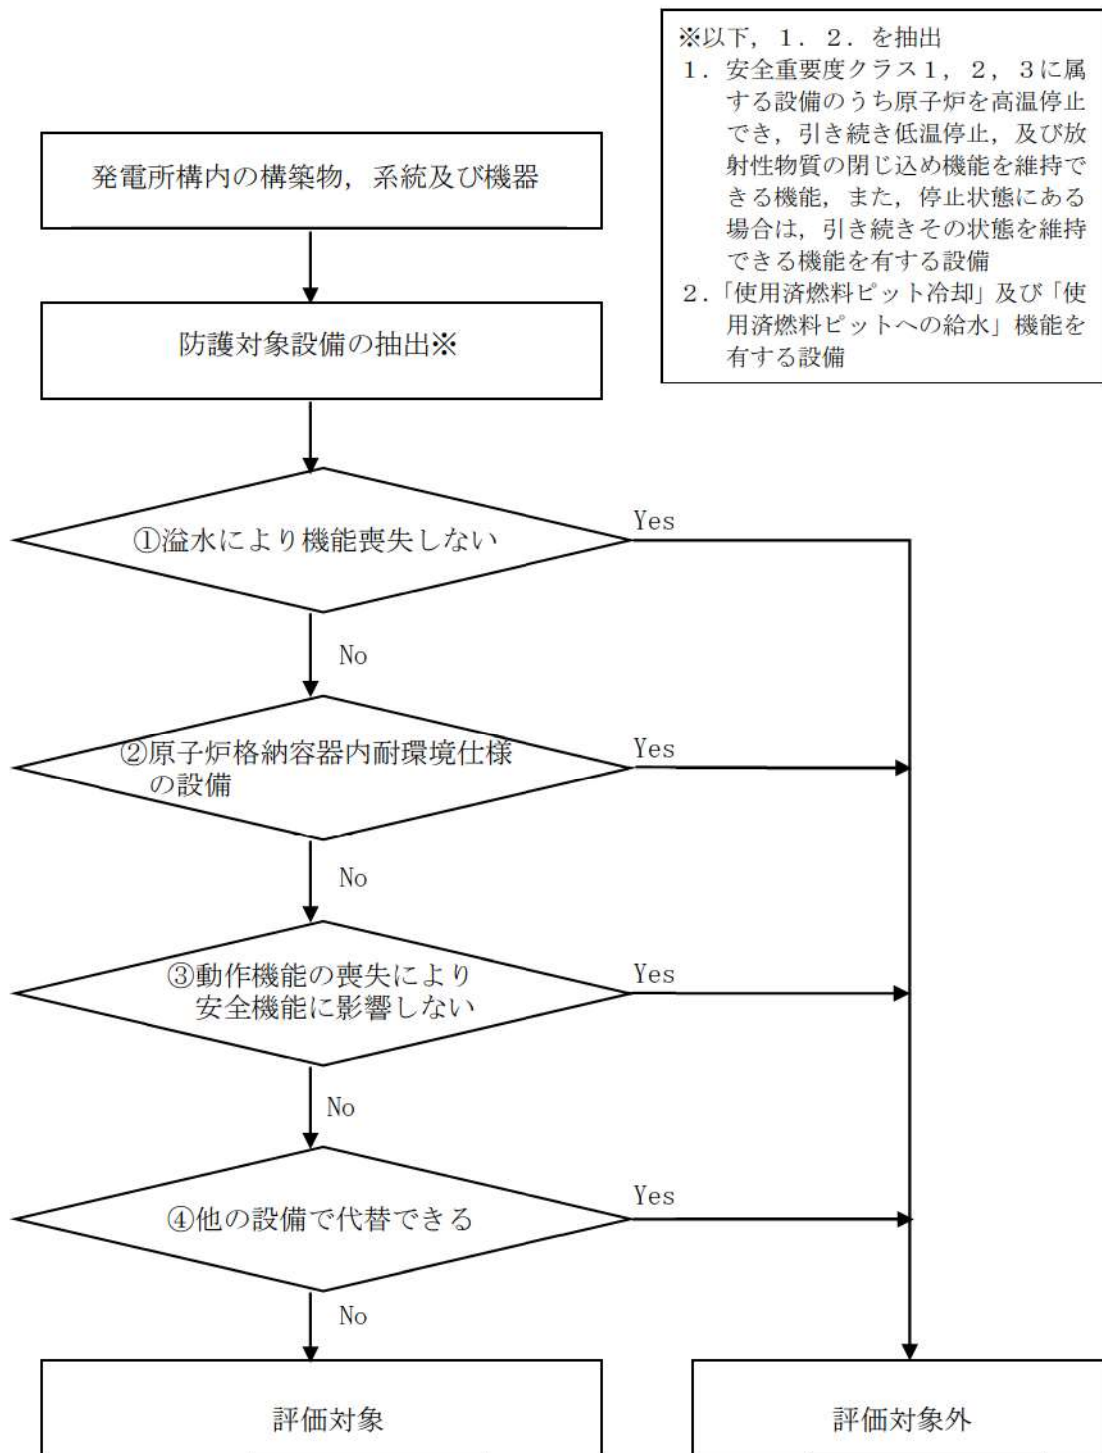 ※以下，１．２．を抽出
１．安全重要度クラス１，２，３に属
する設備のうち原子炉を高温停止
でき，引き続き低温停止，及び放
射性物質の閉じ込め機能を維持で
きる機能，また，停止状態にある
場合は，引き続きその状態を維持
できる機能を有する設備
２．「使用済燃料ピット冷却」及び「使
用済燃料ピットへの給水」機能を
有する設備
発電所構内の構築物，系統及び機器
防護対象設備の抽出※
①溢水により機能喪失しない
Yes
No
②原子炉格納容器内耐環境仕様
の設備
Yes
No
③動作機能の喪失により
安全機能に影響しない
Yes
No
④他の設備で代替できる
Yes
No
評価対象
評価対象外